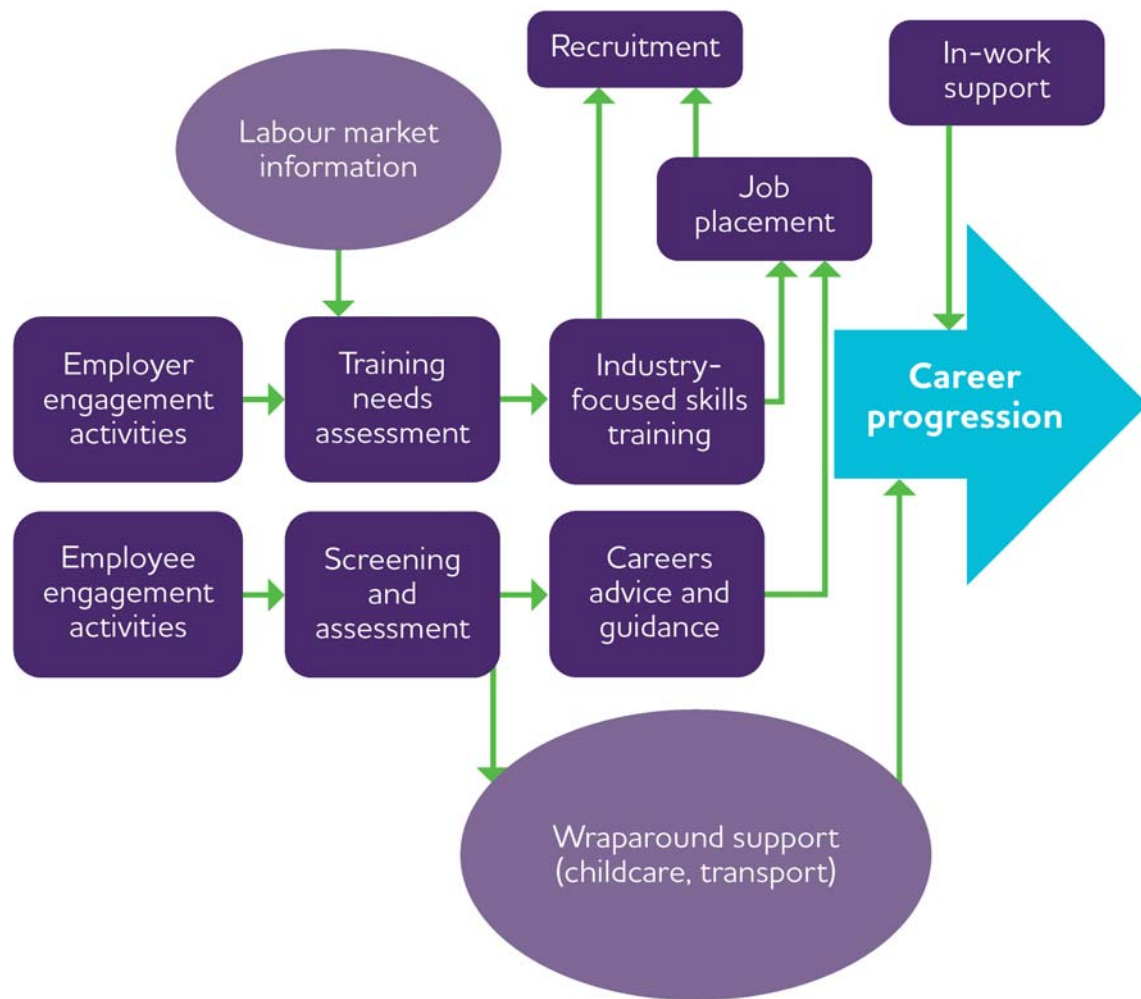 Recruitment
In-work
support
Labour market
information
Job
placement
Employer
engagement
activities
Training
needs
assessment
Industry-
focused skills
training
Career
progression
Employee
engagement
activities
Screening
and
assessment
Careers
advice and
guidance
Wraparound support
(childcare, transport)